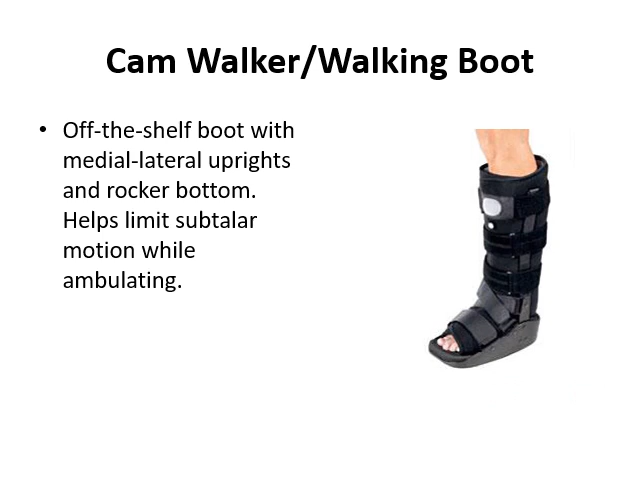 Cam Walker/Walking Boot
• Off-the-shelf boot with
medial-lateral uprights
and rocker bottom.
Helps limit subtalar
motion while
ambulating.